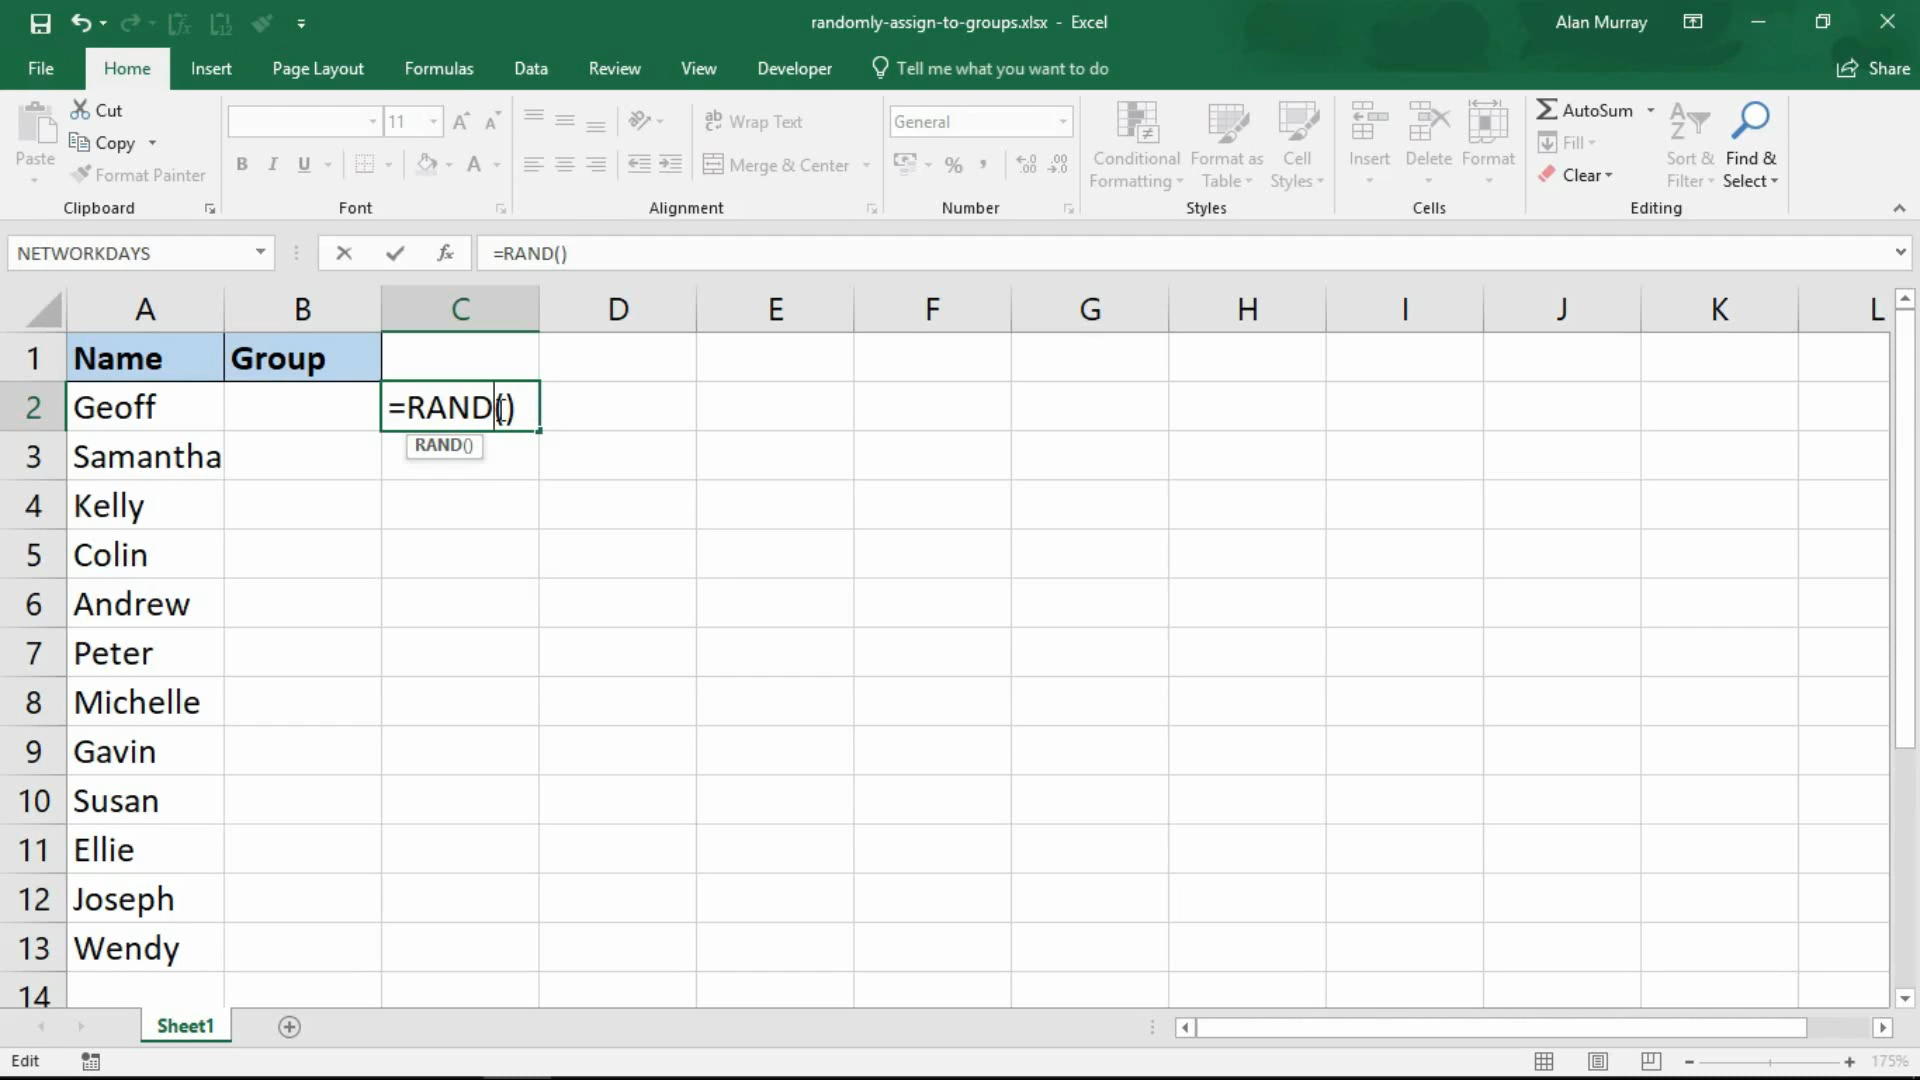 randomly-assign-to-groups.xlsx - Excel
Alan Murray
File Home Insert Page Layout Formulas Data Review View Developer Tell me what you want to do Share
Paste
Cut
Copy
Format Painter
Clipboard
11
B I U A
Font
Wrap Text
Merge & Center
Alignment
General
% ,
Number
Conditional Formatting
Format as Table
Cell Styles
Styles
Insert Delete Format
Cells
AutoSum
Fill
Clear
Sort & Filter
Find & Select
Editing
NETWORKDAYS
fx
=RAND()
A B C D E F G H I J K L
1 Name Group
2 Geoff =RAND()
RAND()
3 Samantha
4 Kelly
5 Colin
6 Andrew
7 Peter
8 Michelle
9 Gavin
10 Susan
11 Ellie
12 Joseph
13 Wendy
14
Sheet1
Edit
175%